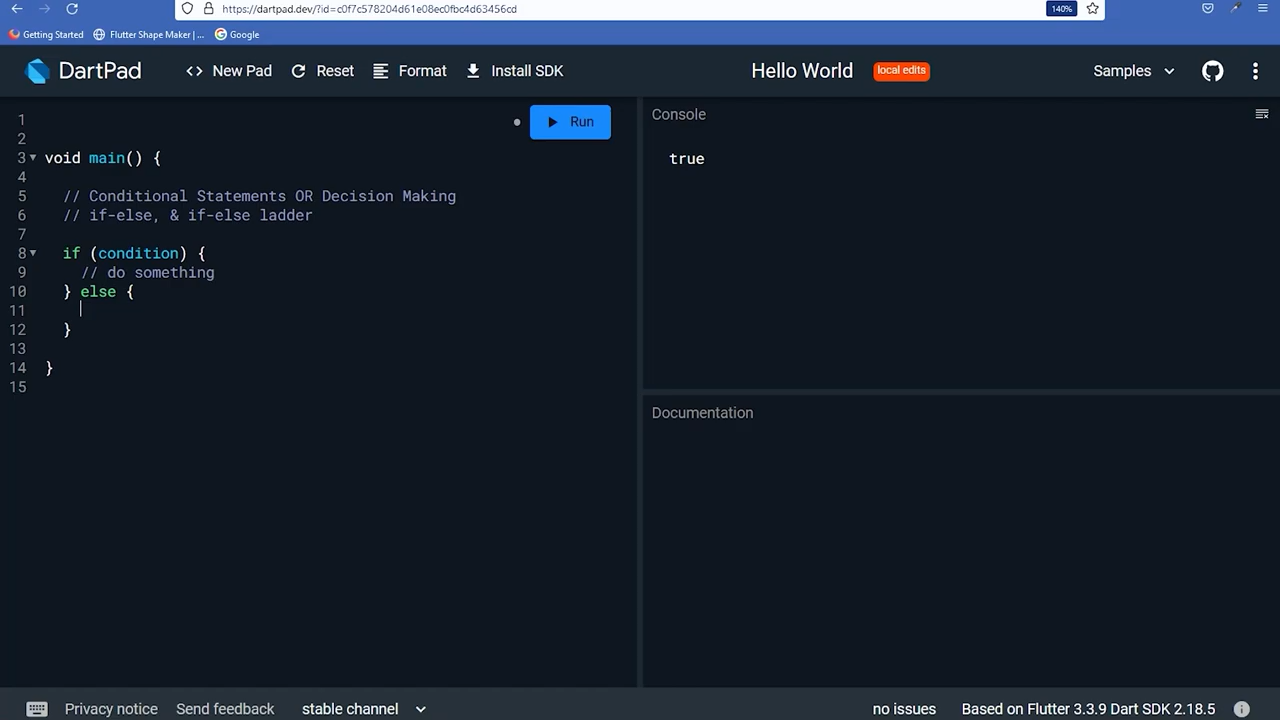 https://dartpad.dev/?id=c0f7c578204d61e08ec0fbc4d63456cd
140%
Getting Started
Flutter Shape Maker | ...
Google
DartPad
<> New Pad
Reset
Format
Install SDK
Hello World
local edits
Samples
1
2
3 void main() {
4
5 // Conditional Statements OR Decision Making
6 // if-else, & if-else ladder
7
8 if (condition) {
9 // do something
10 } else {
11
12 }
13
14 }
15
Run
Console
true
Documentation
Privacy notice
Send feedback
stable channel
no issues
Based on Flutter 3.3.9 Dart SDK 2.18.5